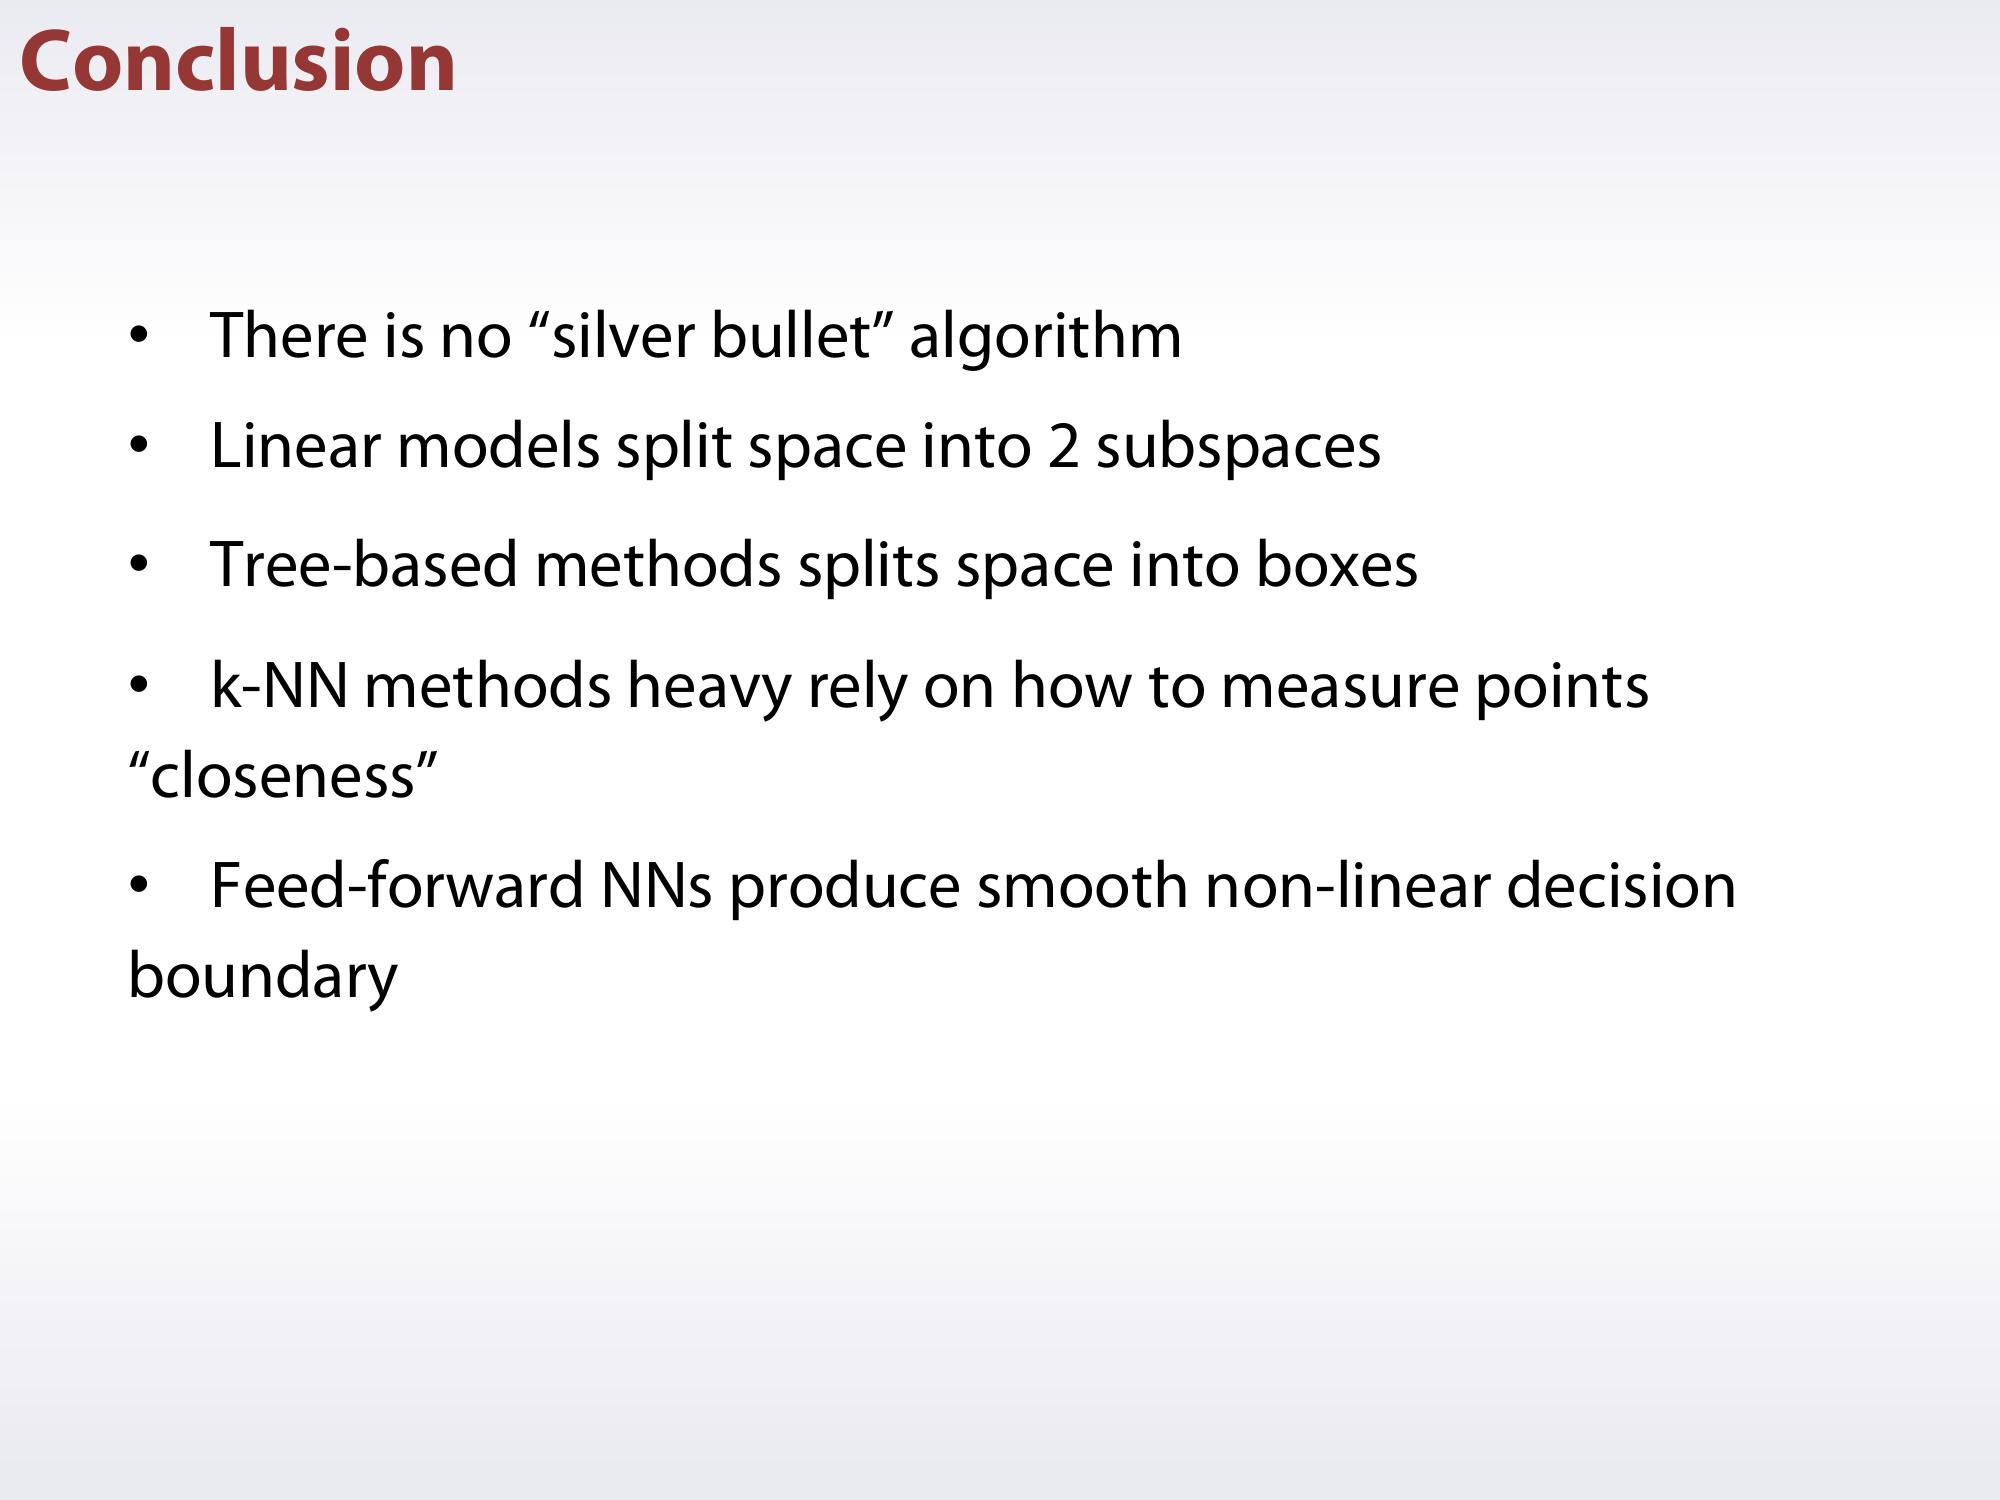 Conclusion
• There is no “silver bullet” algorithm
• Linear models split space into 2 subspaces
• Tree-based methods splits space into boxes
• k-NN methods heavy rely on how to measure points
“closeness”
• Feed-forward NNs produce smooth non-linear decision
boundary